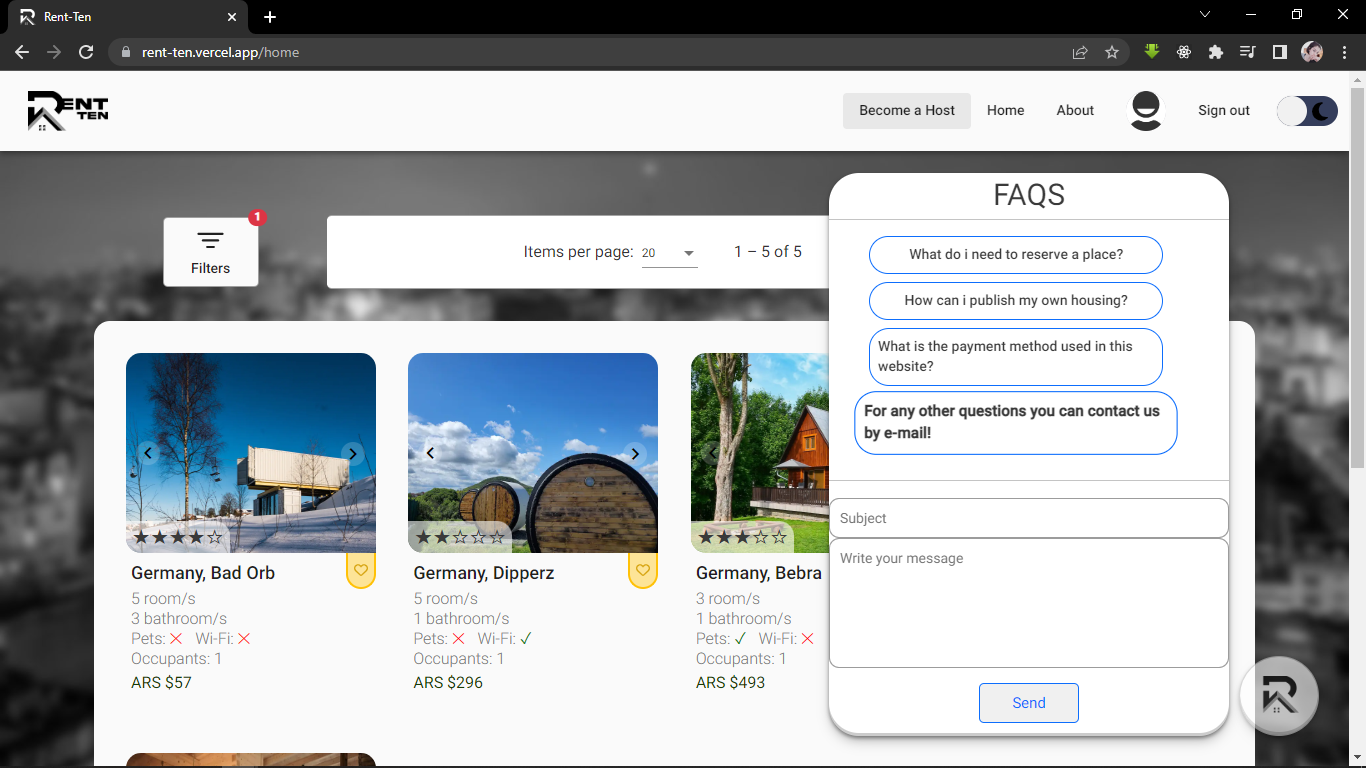 Rent-Ten
rent-ten.vercel.app/home
RENT
TEN
Become a Host
Home
About
Sign out
1
Filters
Items per page: 20
1 – 5 of 5
Germany, Bad Orb
5 room/s
3 bathroom/s
Pets: Wi-Fi:
Occupants: 1
ARS $57
Germany, Dipperz
5 room/s
1 bathroom/s
Pets: Wi-Fi:
Occupants: 1
ARS $296
Germany, Bebra
3 room/s
1 bathroom/s
Pets: Wi-Fi:
Occupants: 1
ARS $493
FAQS
What do i need to reserve a place?
How can i publish my own housing?
What is the payment method used in this
website?
For any other questions you can contact us
by e-mail!
Subject
Write your message
Send